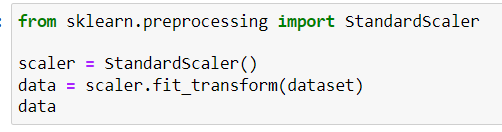 from sklearn.preprocessing import StandardScaler
scaler = StandardScaler()
data = scaler.fit_transform(dataset)
data